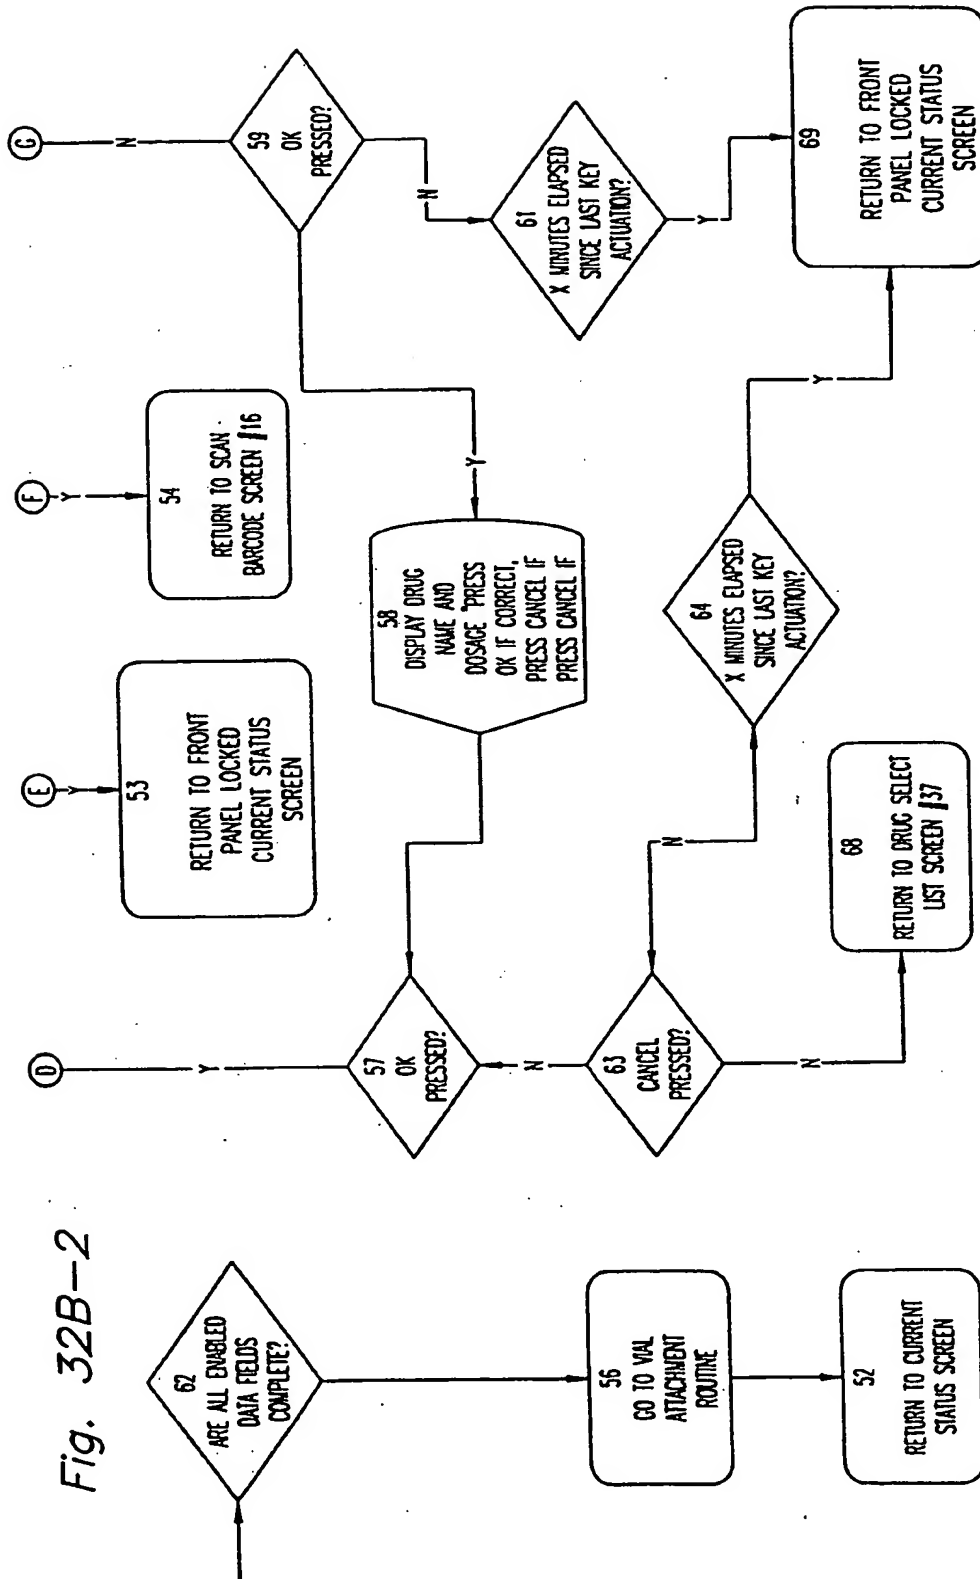 Fig. 32B-2
62
ARE ALL ENABLED
DATA FIELDS
COMPLETE?
56
GO TO VIAL
ATTACHMENT
ROUTINE
52
RETURN TO CURRENT
STATUS SCREEN
D
Y
57
OK
PRESSED?
N
63
CANCEL
PRESSED?
N
N
68
RETURN TO DRUG SELECT
LIST SCREEN /37
E
Y
53
RETURN TO FRONT
PANEL LOCKED
CURRENT STATUS
SCREEN
F
Y
54
RETURN TO SCAN
BARCODE SCREEN /16
58
DISPLAY DRUG
NAME AND
DOSAGE "PRESS
OK IF CORRECT,
PRESS CANCEL IF
PRESS CANCEL IF
Y
64
X MINUTES ELAPSED
SINCE LAST KEY
ACTUATION?
Y
G
N
59
OK
PRESSED?
N
61
X MINUTES ELAPSED
SINCE LAST KEY
ACTUATION?
Y
69
RETURN TO FRONT
PANEL LOCKED
CURRENT STATUS
SCREEN